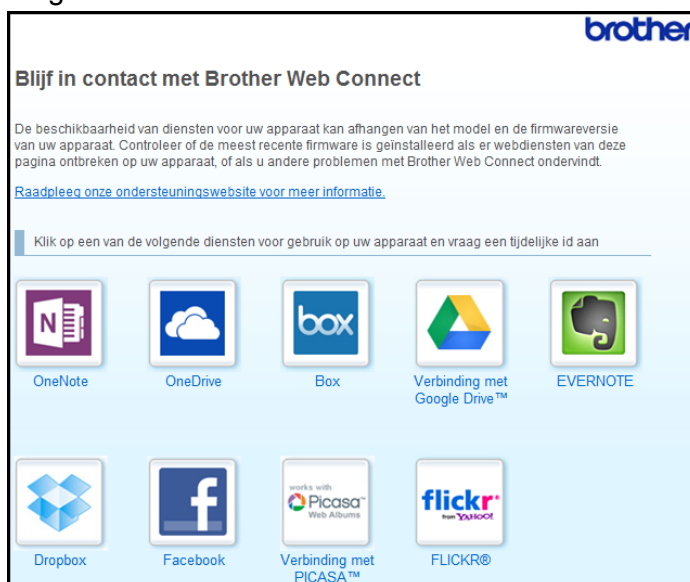 brother
Blijf in contact met Brother Web Connect
De beschikbaarheid van diensten voor uw apparaat kan afhangen van het model en de firmwareversie
van uw apparaat. Controleer of de meest recente firmware is geïnstalleerd als er webdiensten van deze
pagina ontbreken op uw apparaat, of als u andere problemen met Brother Web Connect ondervindt.
Raadpleeg onze ondersteuningswebsite voor meer informatie.
Klik op een van de volgende diensten voor gebruik op uw apparaat en vraag een tijdelijke id aan
N
box
OneNote
OneDrive
Box
Verbinding met
Google Drive™
EVERNOTE
f
works with
Picasa™
Web Albums
flickr
from YAHOO!
Dropbox
Facebook
Verbinding met
PICASA™
FLICKR®